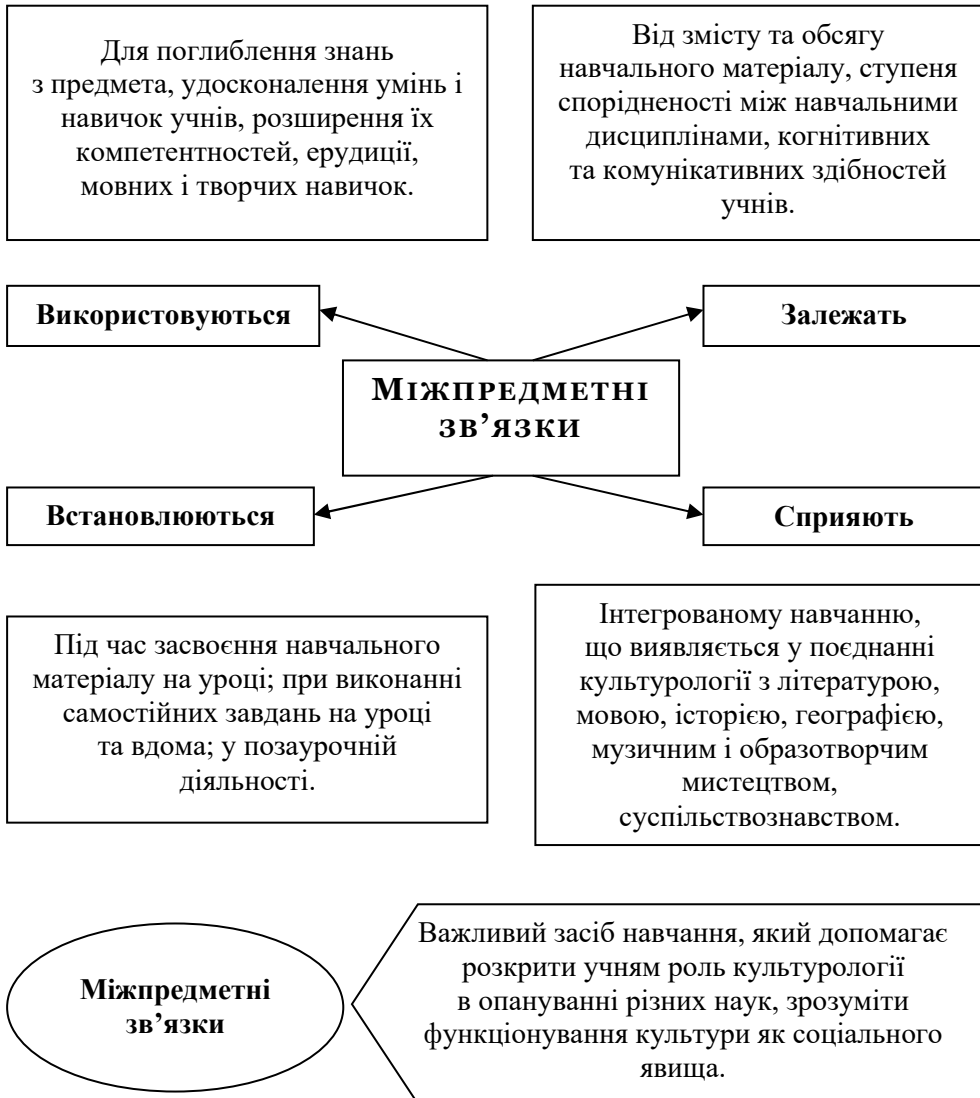 Для поглиблення знань
з предмета, удосконалення умінь і
навичок учнів, розширення їх
компетентностей, ерудиції,
мовних і творчих навичок.
Від змісту та обсягу
навчального матеріалу, ступеня
спорідненості між навчальними
дисциплінами, когнітивних
та комунікативних здібностей
учнів.
Використовуються
Залежать
МІЖПРЕДМЕТНІ
ЗВ’ЯЗКИ
Встановлюються
Сприяють
Під час засвоєння навчального
матеріалу на уроці; при виконанні
самостійних завдань на уроці
та вдома; у позаурочній
діяльності.
Інтегрованому навчанню,
що виявляється у поєднанні
культурології з літературою,
мовою, історією, географією,
музичним і образотворчим
мистецтвом,
суспільствознавством.
Міжпредметні
зв’язки
Важливий засіб навчання, який допомагає
розкрити учням роль культурології
в опануванні різних наук, зрозуміти
функціонування культури як соціального
явища.